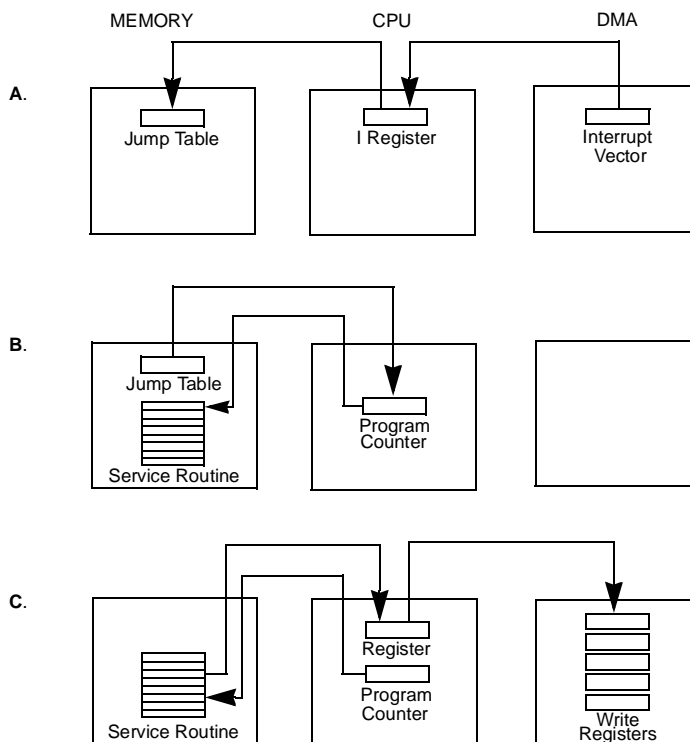 MEMORY CPU DMA
A.
Jump Table
I Register
Interrupt
Vector
B.
Jump Table
Service Routine
Program
Counter
C.
Service Routine
Register
Program
Counter
Write
Registers